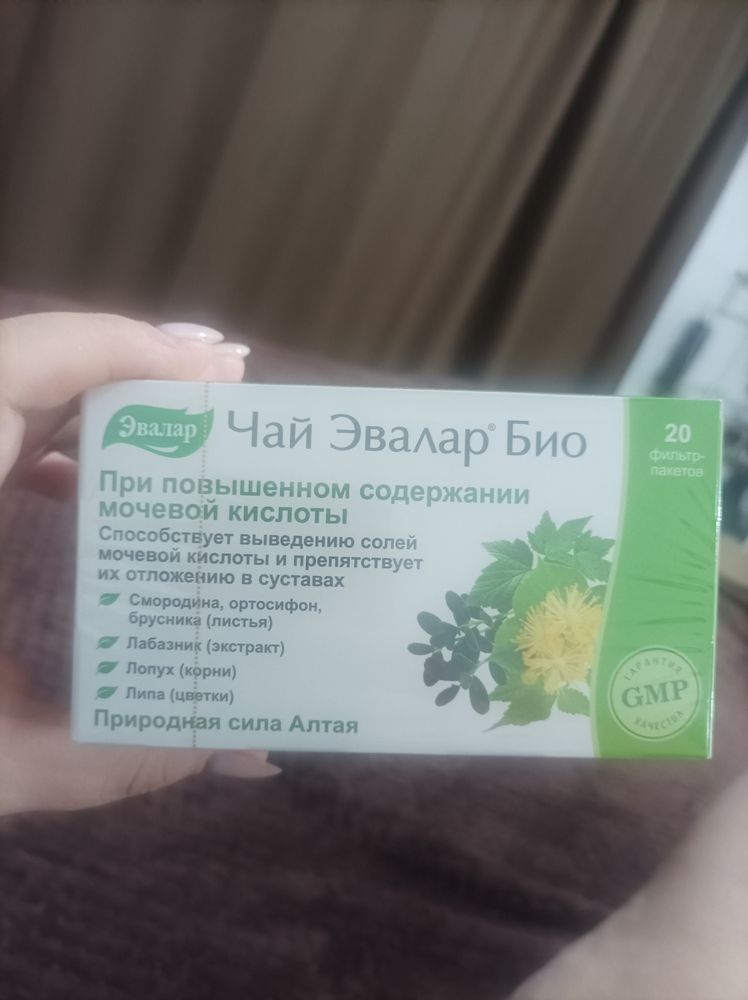 Эвалар
Чай Эвалар® Био
20
фильтр-
пакетов
При повышенном содержании
мочевой кислоты
Способствует выведению солей
мочевой кислоты и препятствует
их отложению в суставах
Смородина, ортосифон,
брусника (листья)
Лабазник (экстракт)
Лопух (корни)
Липа (цветки)
Природная сила Алтая
ГАРАНТИЯ
GMP
КАЧЕСТВА